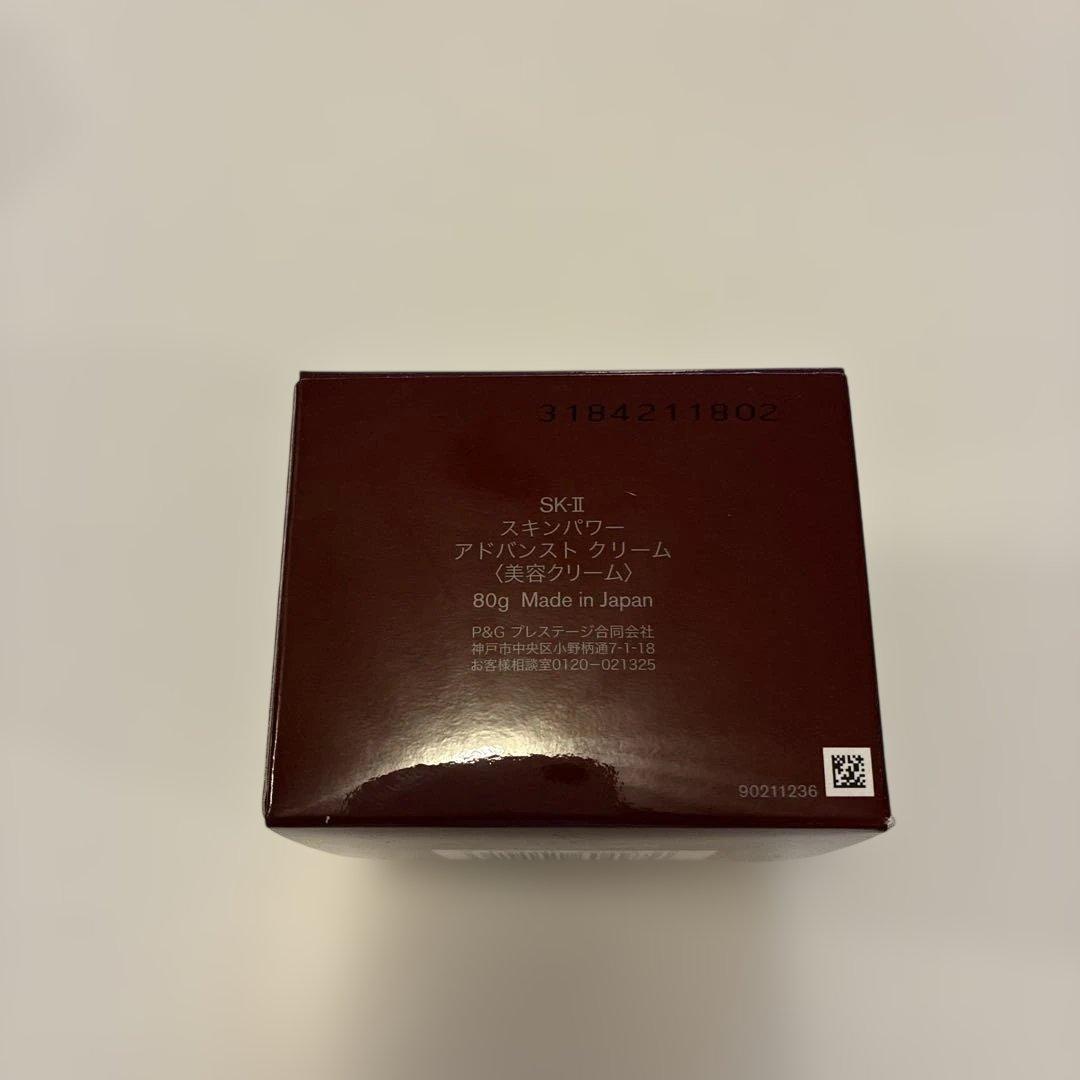 3184211802
SK-Ⅱ
スキンパワー
アドバンスト クリーム
〈美容クリーム〉
80g Made in Japan
P&G プレステージ合同会社
神戸市中央区小野柄通7-1-18
お客様相談室0120-021325
90211236